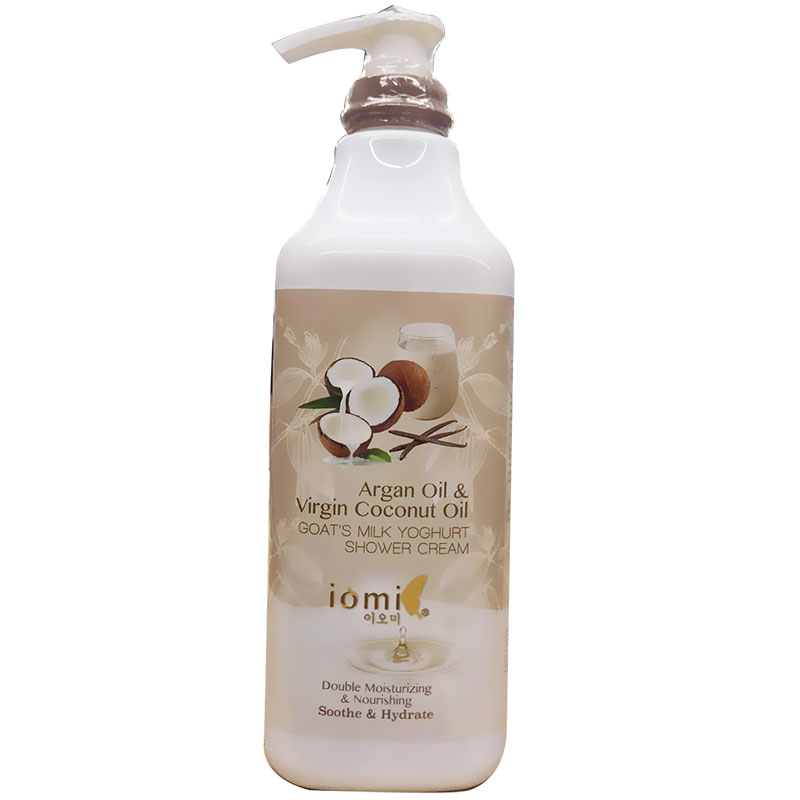 Argan Oil &
Virgin Coconut Oil
GOAT'S MILK YOGHURT
SHOWER CREAM
iomi
이오미
Double Moisturizing
& Nourishing
Soothe & Hydrate